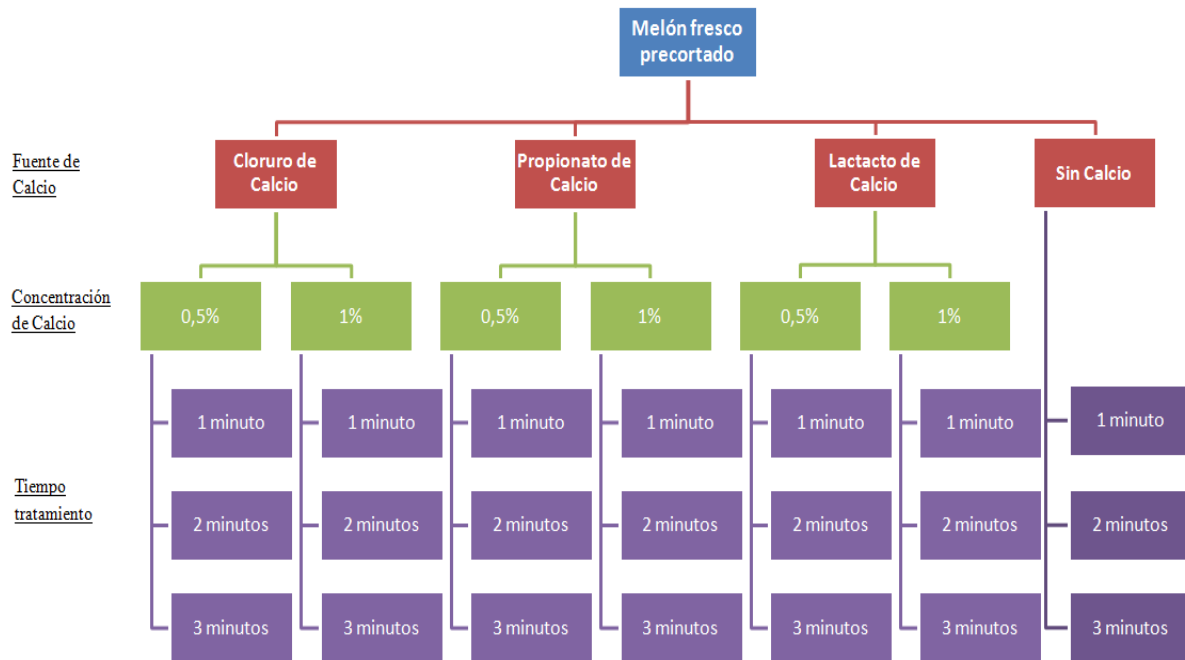 Melón fresco
precortado
Fuente de
Calcio
Cloruro de
Calcio
Propionato de
Calcio
Lactacto de
Calcio
Sin Calcio
Concentración
de Calcio
0,5%
1%
0,5%
1%
0,5%
1%
Tiempo
tratamiento
1 minuto
1 minuto
1 minuto
1 minuto
1 minuto
1 minuto
1 minuto
2 minutos
2 minutos
2 minutos
2 minutos
2 minutos
2 minutos
2 minutos
3 minutos
3 minutos
3 minutos
3 minutos
3 minutos
3 minutos
3 minutos